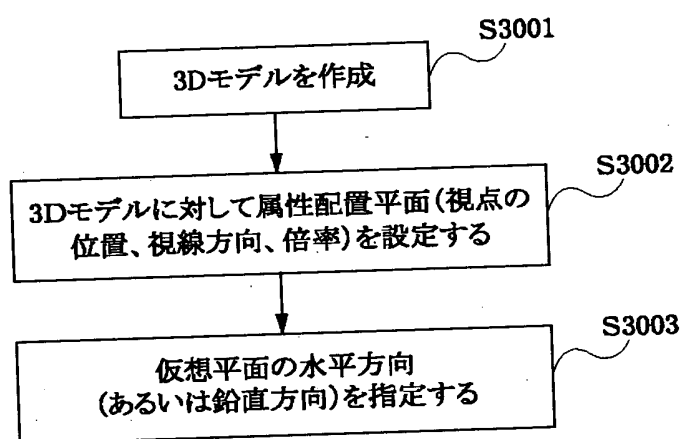 S3001
3Dモデルを作成
S3002
3Dモデルに対して属性配置平面(視点の
位置、視線方向、倍率)を設定する
S3003
仮想平面の水平方向
(あるいは鉛直方向)を指定する